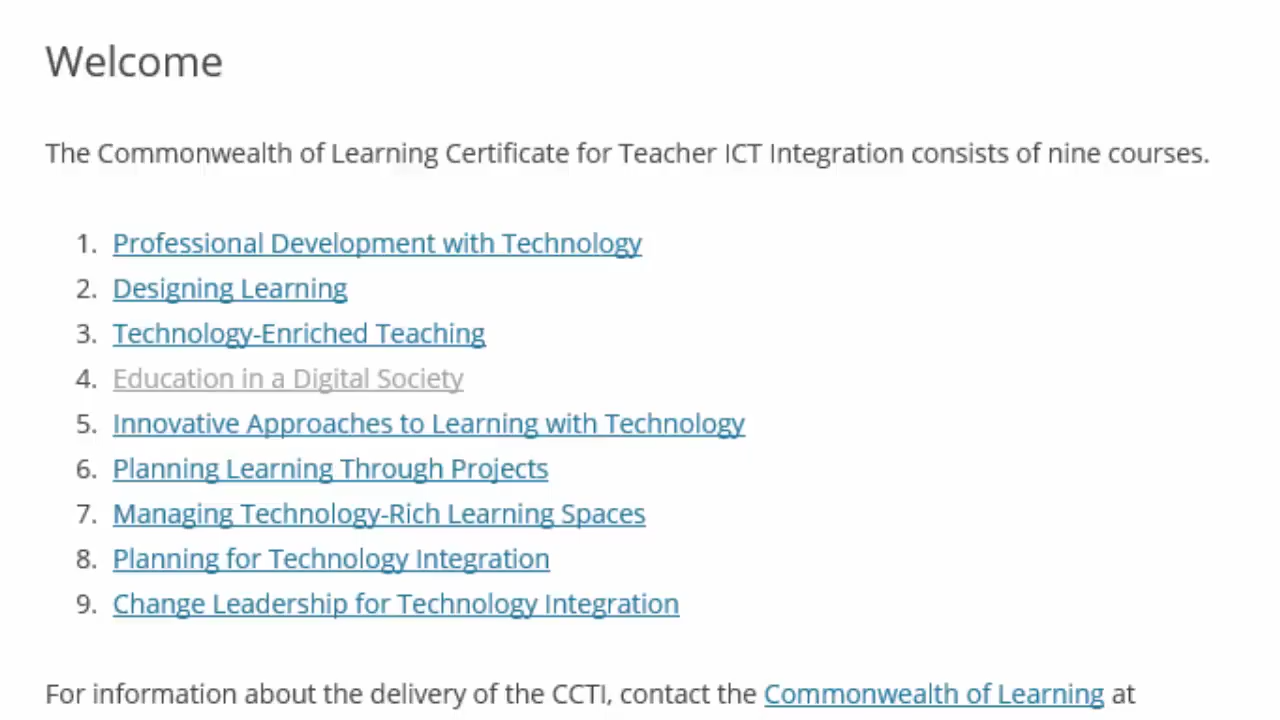 Welcome
The Commonwealth of Learning Certificate for Teacher ICT Integration consists of nine courses.
1. Professional Development with Technology
2. Designing Learning
3. Technology-Enriched Teaching
4. Education in a Digital Society
5. Innovative Approaches to Learning with Technology
6. Planning Learning Through Projects
7. Managing Technology-Rich Learning Spaces
8. Planning for Technology Integration
9. Change Leadership for Technology Integration
For information about the delivery of the CCTI, contact the Commonwealth of Learning at